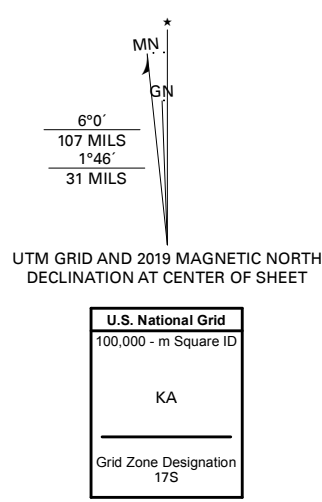 ★
MN
GN
6°0´
107 MILS
1°46´
31 MILS
UTM GRID AND 2019 MAGNETIC NORTH
DECLINATION AT CENTER OF SHEET
U.S. National Grid
100,000 - m Square ID
KA
Grid Zone Designation
17S